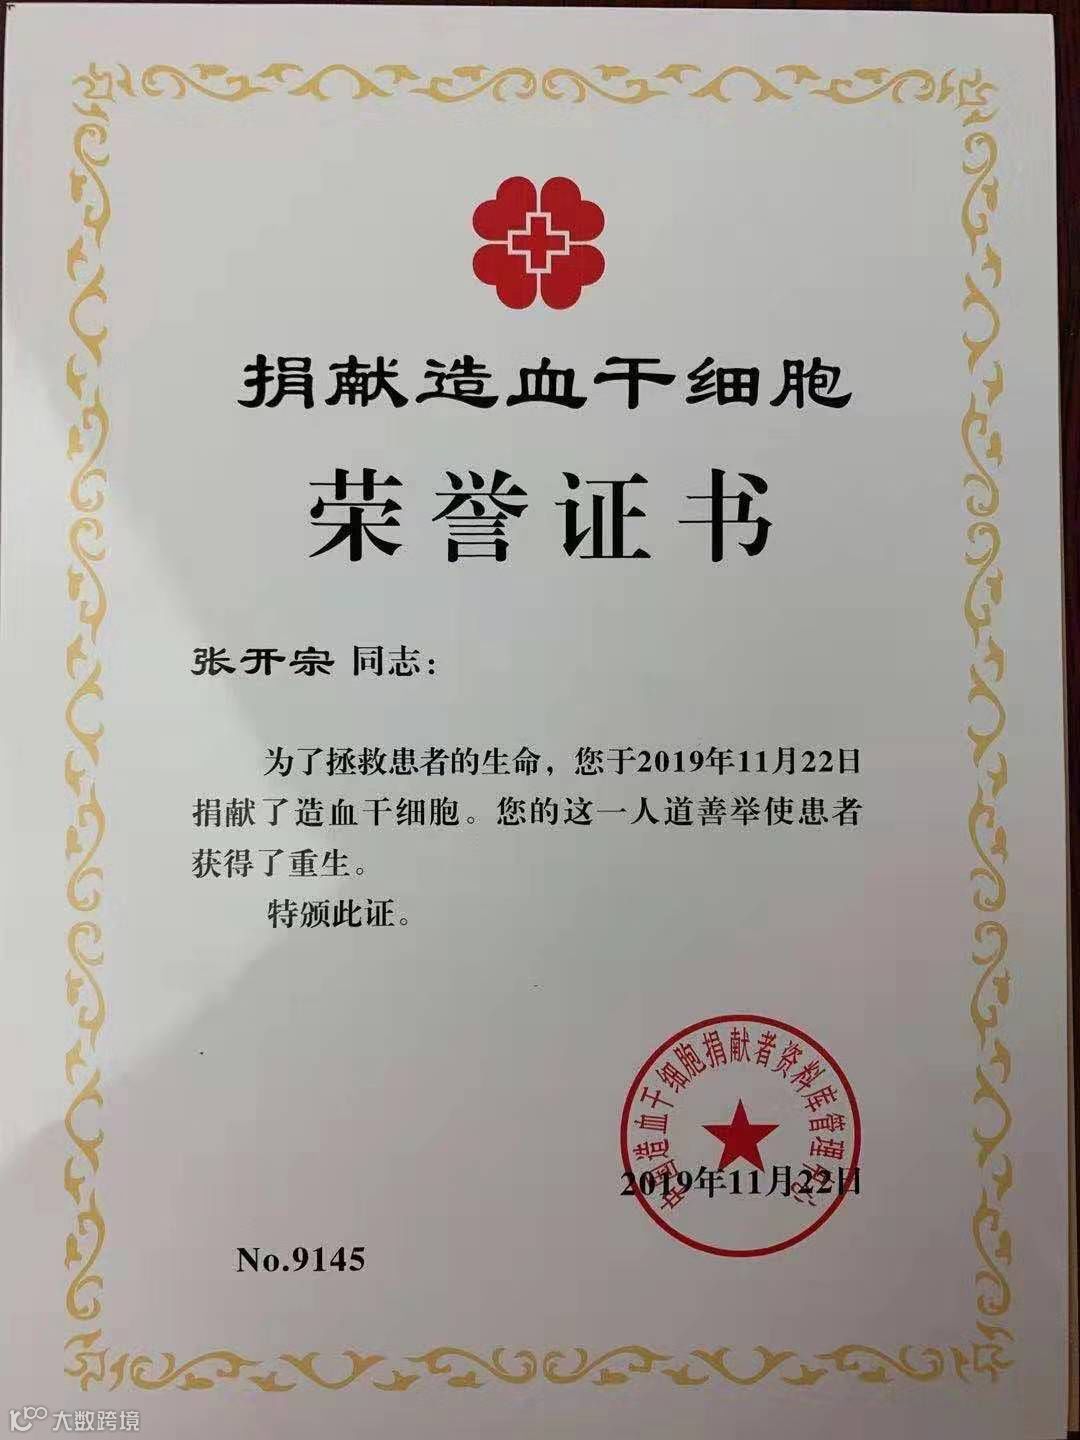 捐献造血干细胞
荣誉证书
张开宗 同志：
为了拯救患者的生命，您于2019年11月22日
捐献了造血干细胞。您的这一人道善举使患者
获得了重生。
特颁此证。
中国造血干细胞捐献者资料库管理中心
2019年11月22日
No.9145
大数跨境